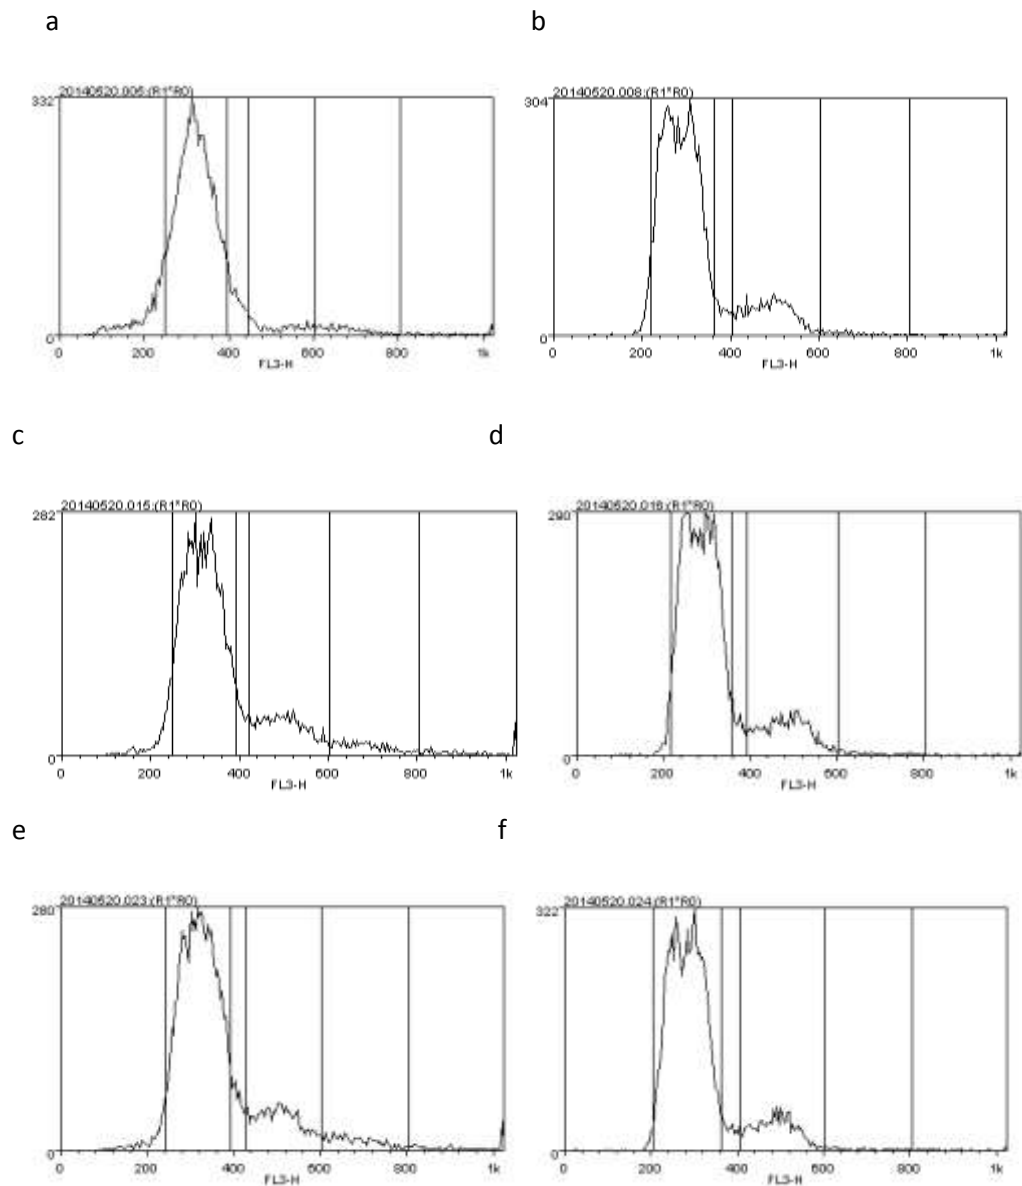 a
b
20140520.005:(R1*R0)
332
0
0 200 400 600 800 1k
FL3-H
20140520.008:(R1*R0)
304
0
0 200 400 600 800 1k
FL3-H
c
d
20140520.015:(R1*R0)
282
0
0 200 400 600 800 1k
FL3-H
20140520.016:(R1*R0)
290
0
0 200 400 600 800 1k
FL3-H
e
f
20140520.023:(R1*R0)
280
0
0 200 400 600 800 1k
FL3-H
20140520.024:(R1*R0)
322
0
0 200 400 600 800 1k
FL3-H